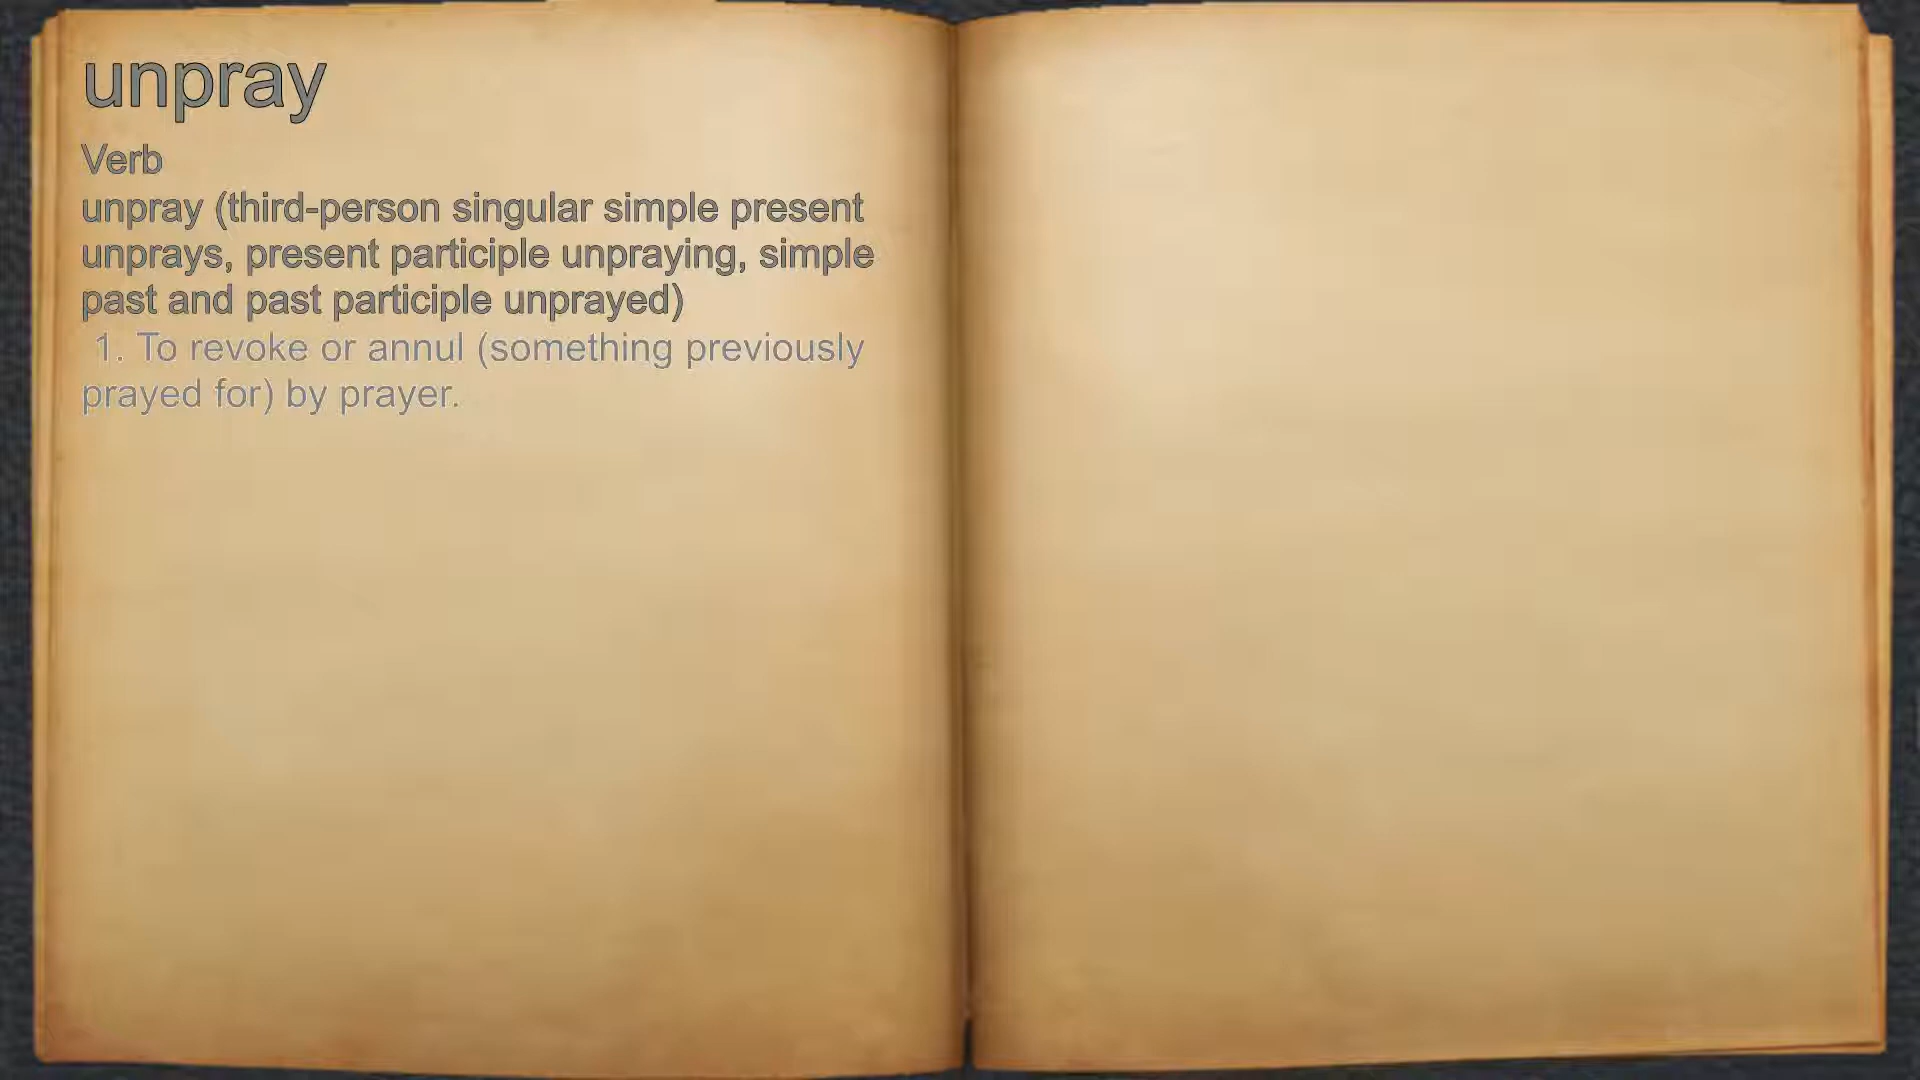 unpray
Verb
unpray (third-person singular simple present
unprays, present participle unpraying, simple
past and past participle unprayed)
1. To revoke or annul (something previously
prayed for) by prayer.